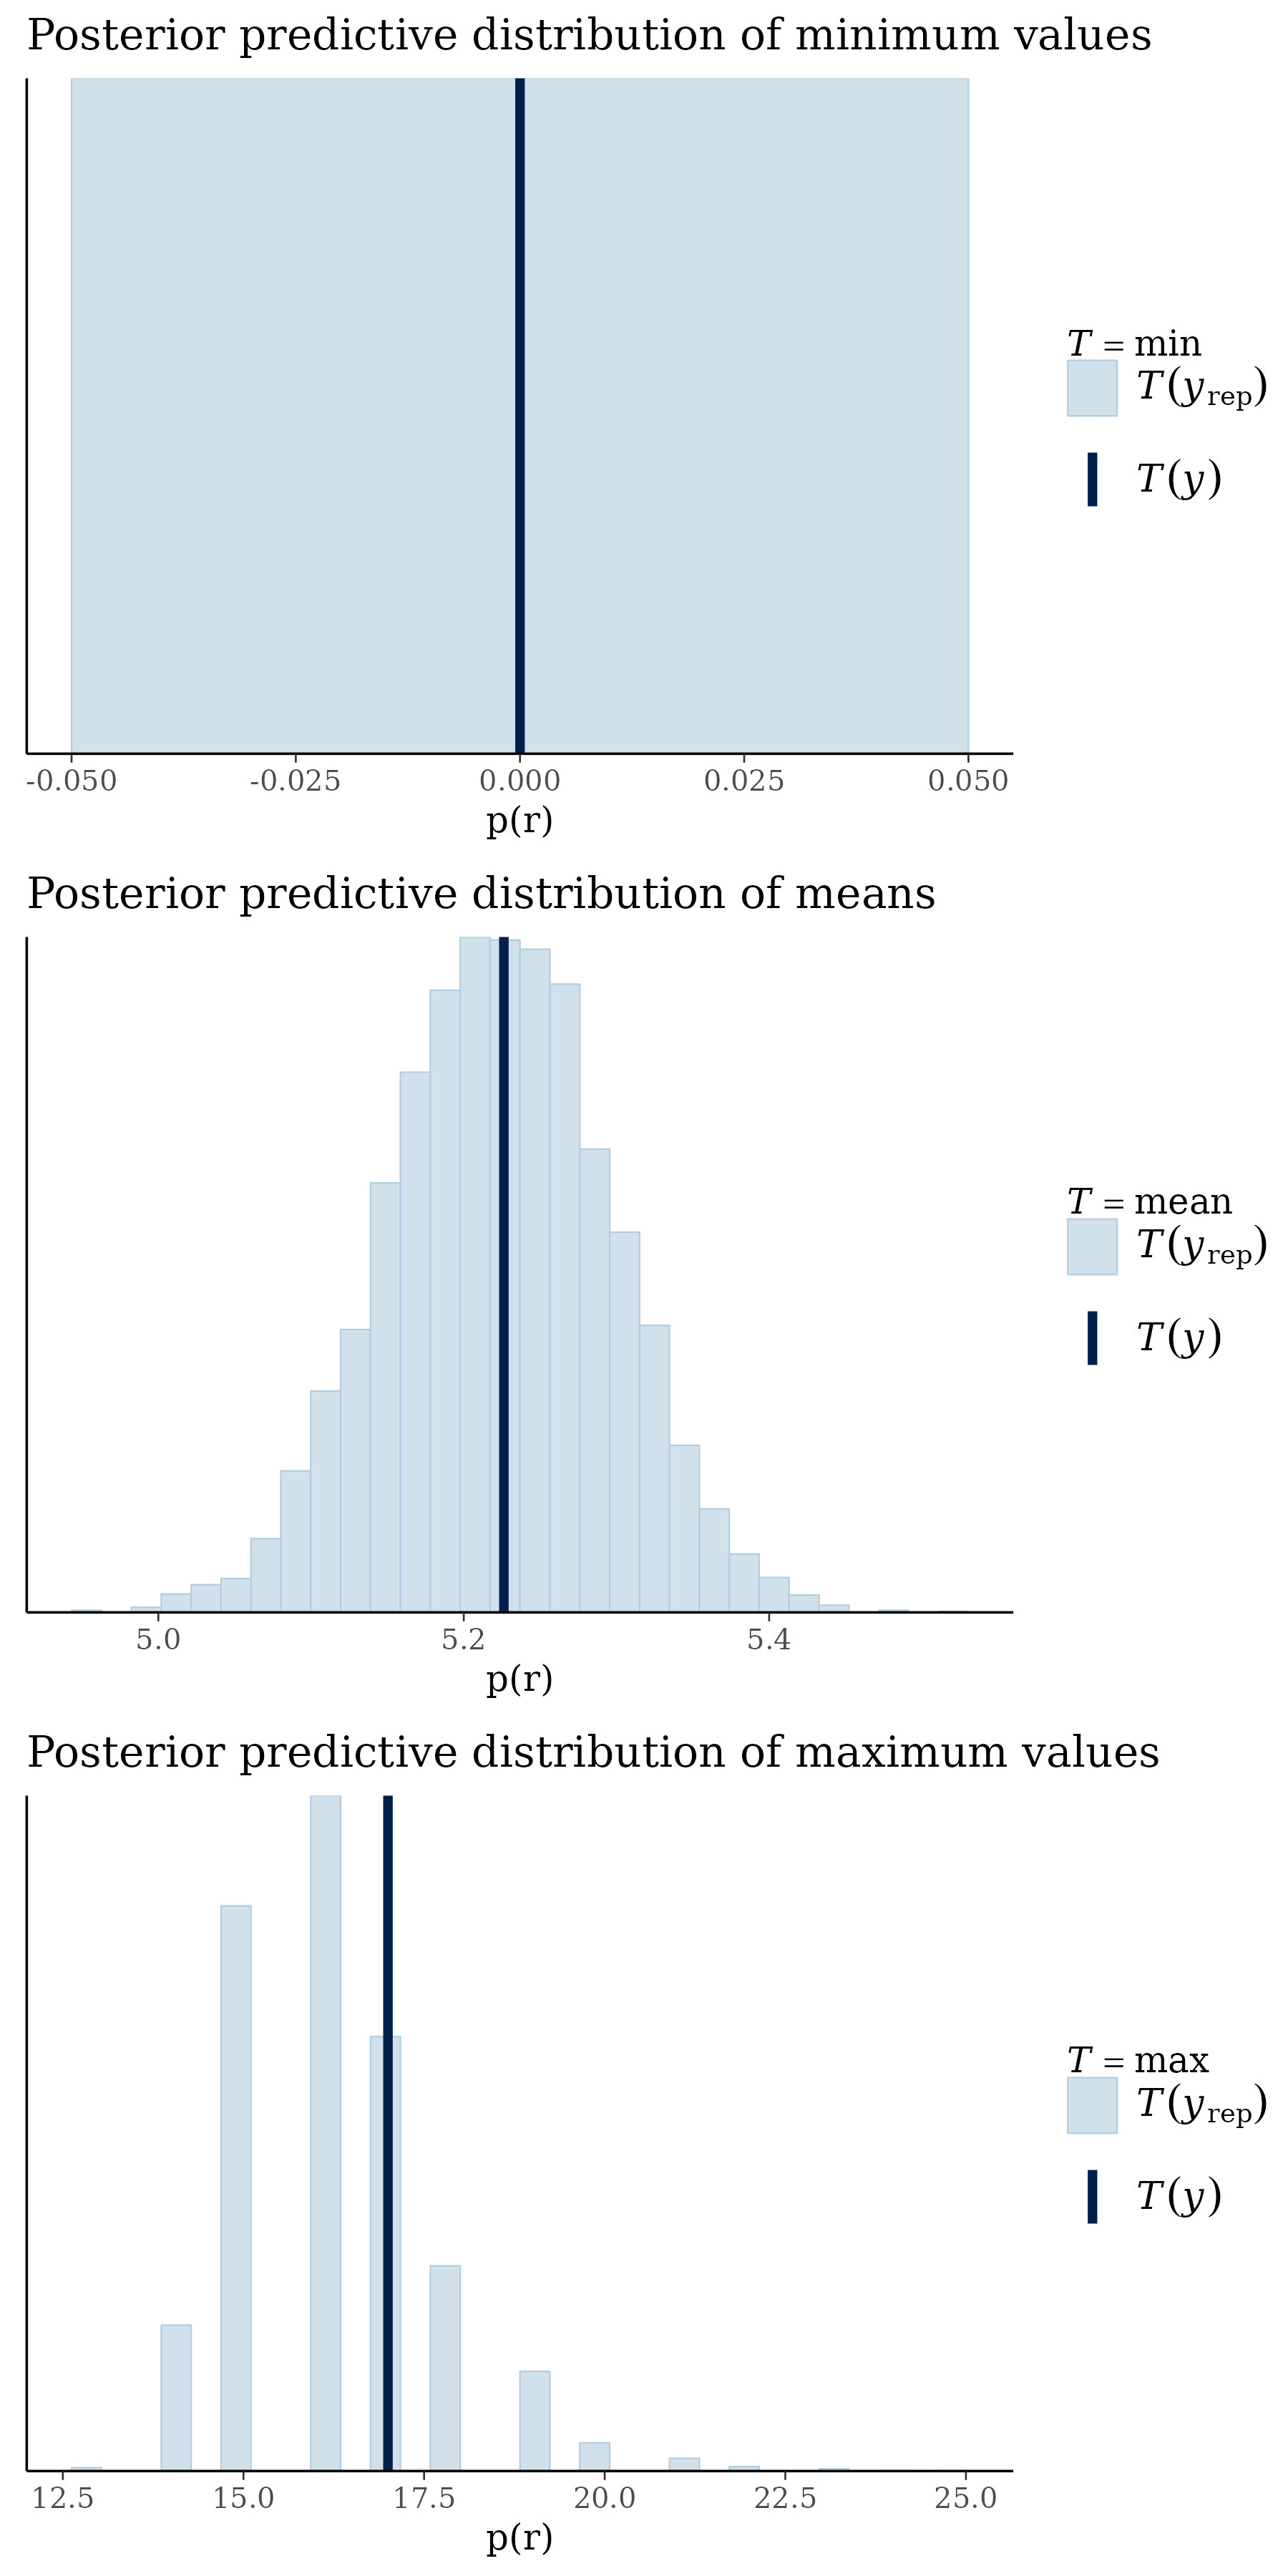 Posterior predictive distribution of minimum values
T = min
T(yrep)
T(y)
-0.050 -0.025 0.000 0.025 0.050
p(r)
Posterior predictive distribution of means
T = mean
T(yrep)
T(y)
5.0 5.2 5.4
p(r)
Posterior predictive distribution of maximum values
T = max
T(yrep)
T(y)
12.5 15.0 17.5 20.0 22.5 25.0
p(r)